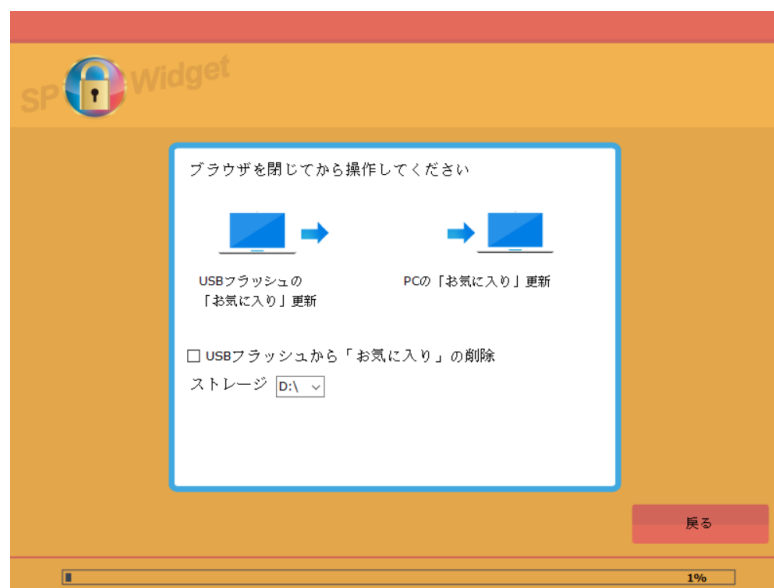 SP Widget
ブラウザを閉じてから操作してください
USBフラッシュの
「お気に入り」更新
PCの「お気に入り」更新
USBフラッシュから「お気に入り」の削除
ストレージ D:\
戻る
1%